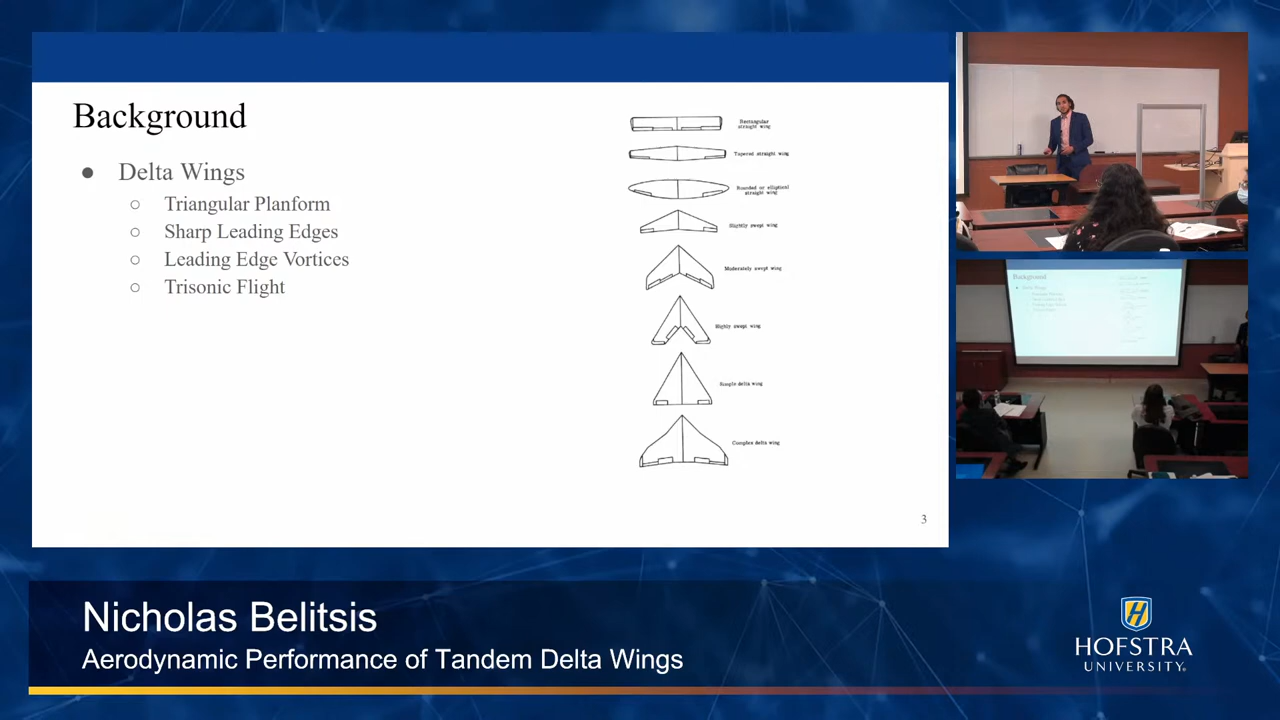 Background
● Delta Wings
○ Triangular Planform
○ Sharp Leading Edges
○ Leading Edge Vortices
○ Trisonic Flight
Rectangular
straight wing
Tapered straight wing
Rounded or elliptical
straight wing
Slightly swept wing
Moderately swept wing
Highly swept wing
Simple delta wing
Complex delta wing
3
Background
Nicholas Belitsis
Aerodynamic Performance of Tandem Delta Wings
HOFSTRA
UNIVERSITY®